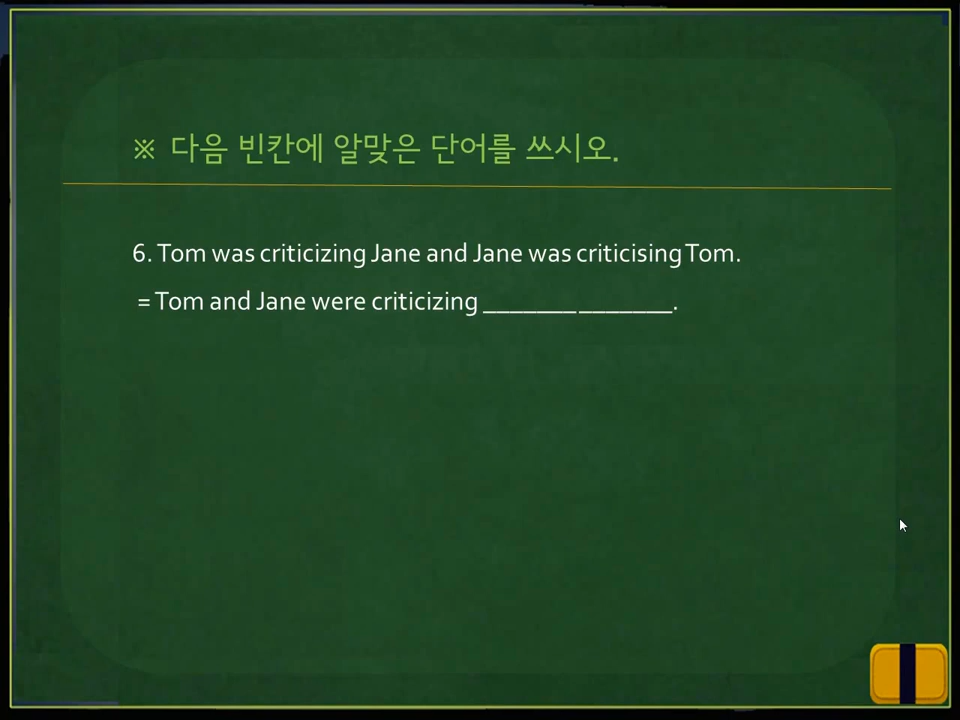 ※ 다음 빈칸에 알맞은 단어를 쓰시오.
6. Tom was criticizing Jane and Jane was criticising Tom.
= Tom and Jane were criticizing _______ _______.